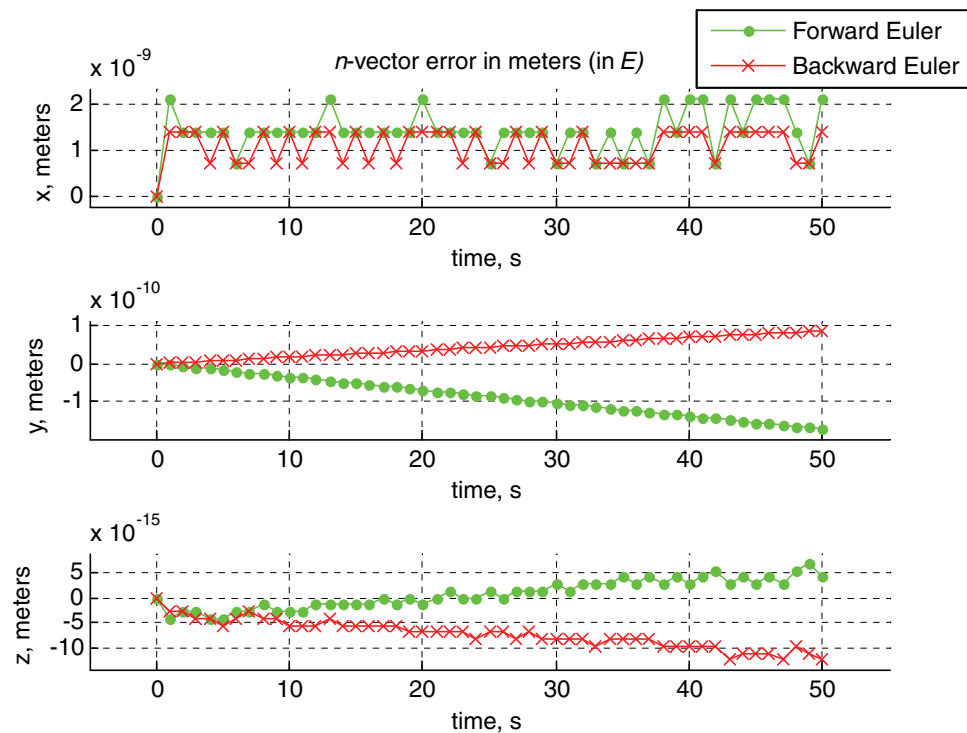 Forward Euler
Backward Euler
x 10-9
n-vector error in meters (in E)
x, meters
2
1
0
0 10 20 30 40 50
time, s
x 10-10
y, meters
1
0
-1
0 10 20 30 40 50
time, s
x 10-15
z, meters
5
0
-5
-10
0 10 20 30 40 50
time, s